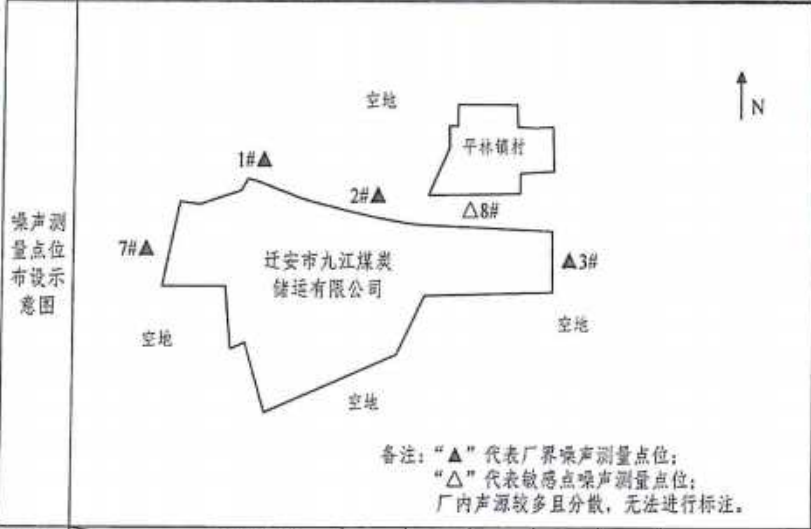 空地
N
平林镇村
1#▲
2#▲
△8#
噪声测
量点位
布设示
意图
7#▲
迁安市九江煤炭
储运有限公司
▲3#
空地
空地
空地
备注：“▲”代表厂界噪声测量点位；
“△”代表敏感点噪声测量点位；
厂内声源较多且分散，无法进行标注。